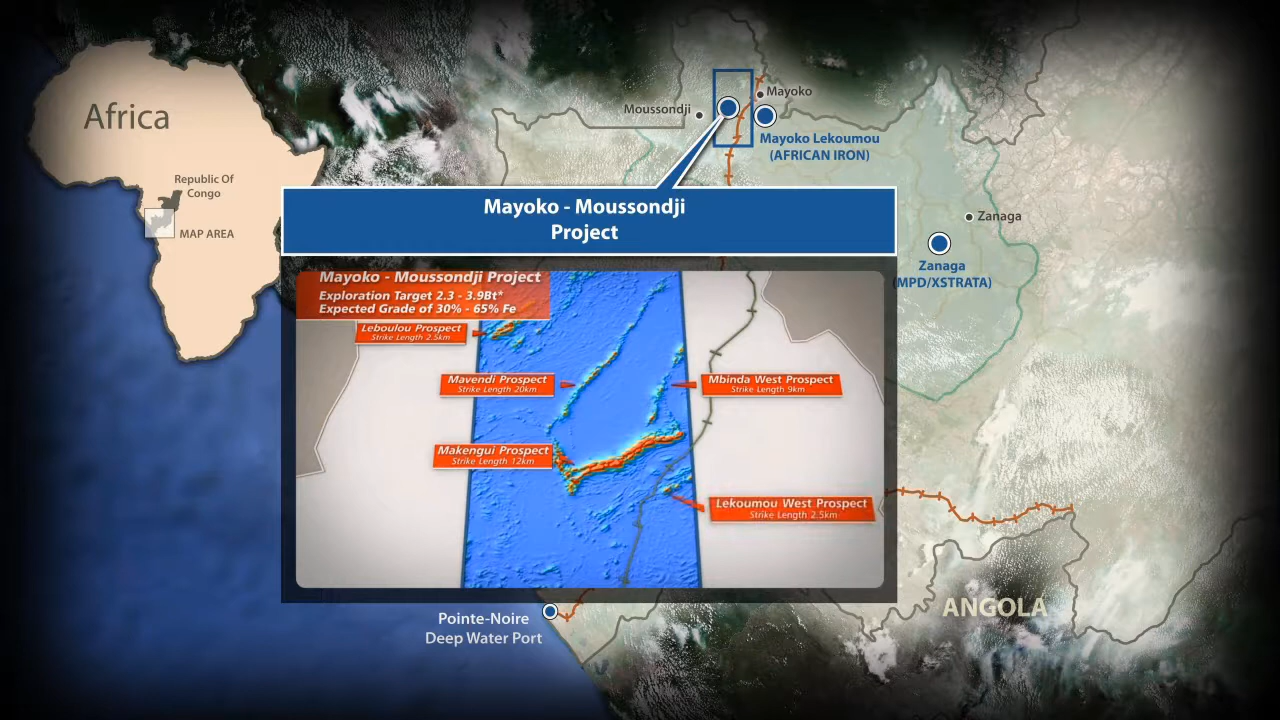 Africa
Republic Of
Congo
MAP AREA
Moussondji
Mayoko
Mayoko Lekoumou
(AFRICAN IRON)
Mayoko - Moussondji
Project
Zanaga
Zanaga
(MPD/XSTRATA)
Mayoko - Moussondji Project
Exploration Target 2.3 - 3.9Bt*
Expected Grade of 30% - 65% Fe
Leboulou Prospect
Strike Length 2.5km
Mavendi Prospect
Strike Length 20km
Mbinda West Prospect
Strike Length 9km
Makengui Prospect
Strike Length 12km
Lekoumou West Prospect
Strike Length 2.5km
Pointe-Noire
Deep Water Port
ANGOLA